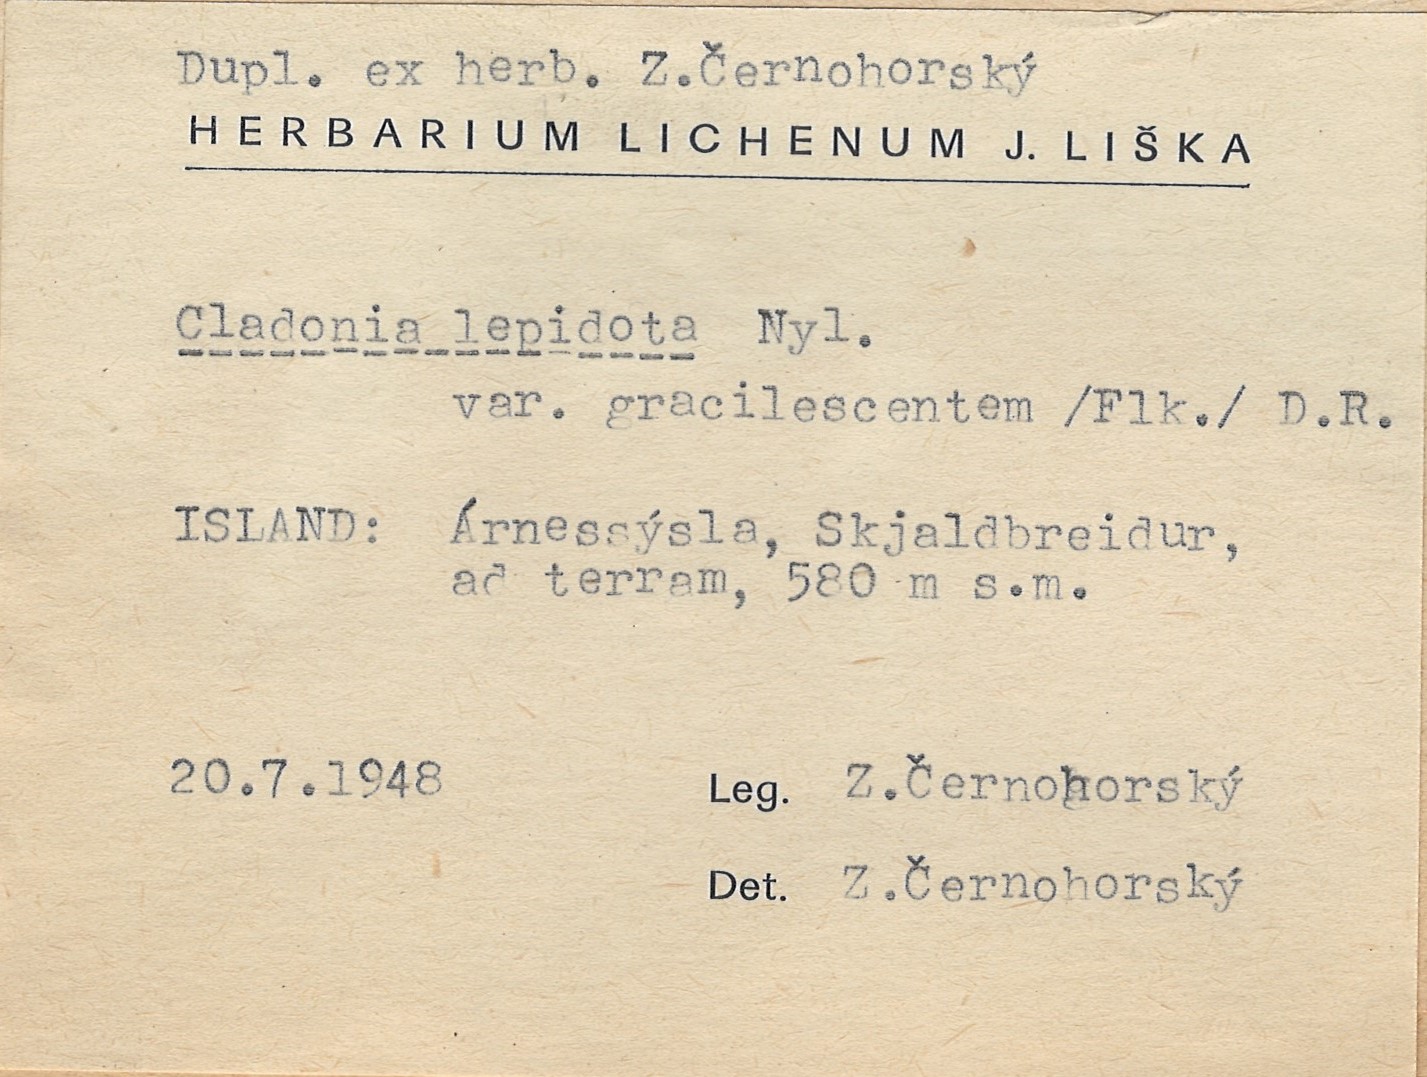 Dupl. ex herb. Z.Černohorský
HERBARIUM LICHENUM J. LIŠKA
Cladonia lepidota Nyl.
var. gracilescentem /Flk./ D.R.
ISLAND: Árnessýsla, Skjaldbreidur,
ad terram, 580 m s.m.
20.7.1948 Leg. Z.Černohorský
Det. Z.Černohorský